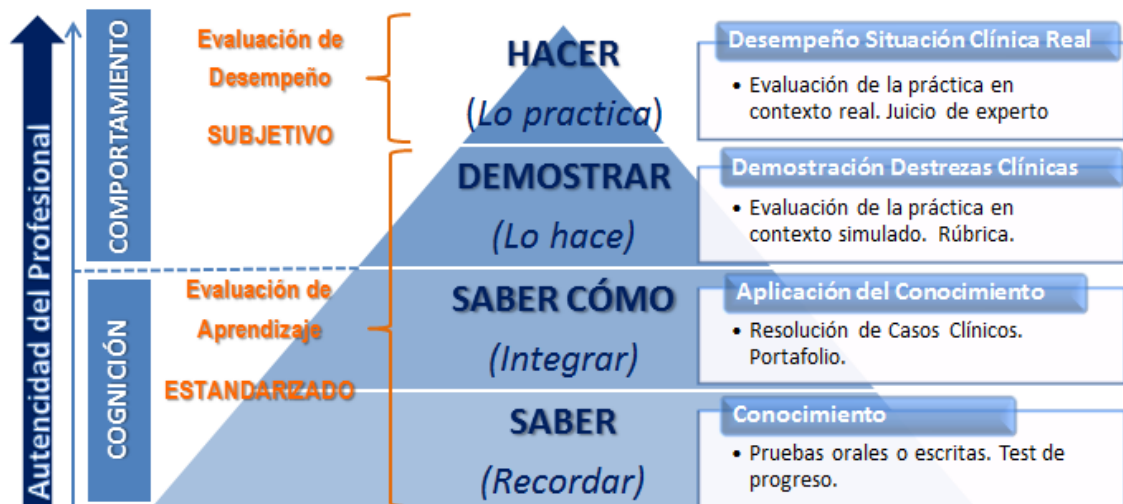 Autencidad del Profesional
COMPORTAMIENTO
COGNICIÓN
Evaluación de
Desempeño
SUBJETIVO
Evaluación de
Aprendizaje
ESTANDARIZADO
HACER
(Lo practica)
DEMOSTRAR
(Lo hace)
SABER CÓMO
(Integrar)
SABER
(Recordar)
Desempeño Situación Clínica Real
• Evaluación de la práctica en
contexto real. Juicio de experto
Demostración Destrezas Clínicas
• Evaluación de la práctica en
contexto simulado. Rúbrica.
Aplicación del Conocimiento
• Resolución de Casos Clínicos.
Portafolio.
Conocimiento
• Pruebas orales o escritas. Test de
progreso.